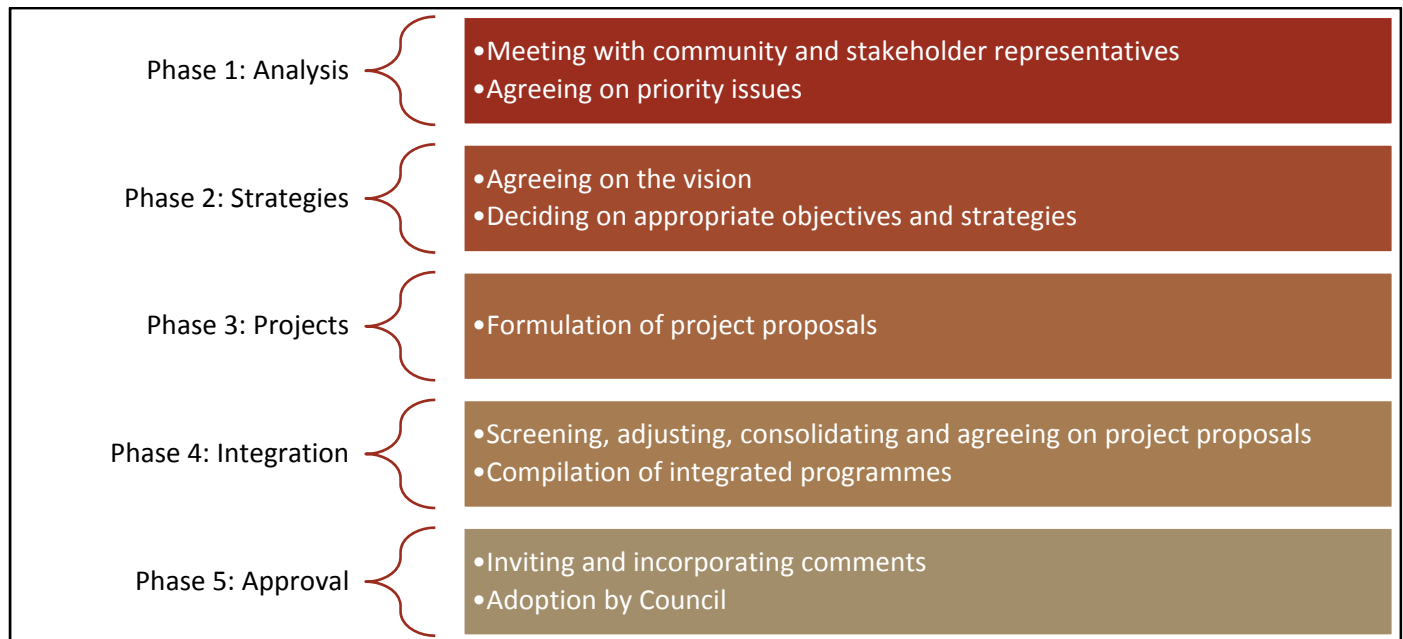 Phase 1: Analysis
•Meeting with community and stakeholder representatives
•Agreeing on priority issues
Phase 2: Strategies
•Agreeing on the vision
•Deciding on appropriate objectives and strategies
Phase 3: Projects
•Formulation of project proposals
Phase 4: Integration
•Screening, adjusting, consolidating and agreeing on project proposals
•Compilation of integrated programmes
Phase 5: Approval
•Inviting and incorporating comments
•Adoption by Council